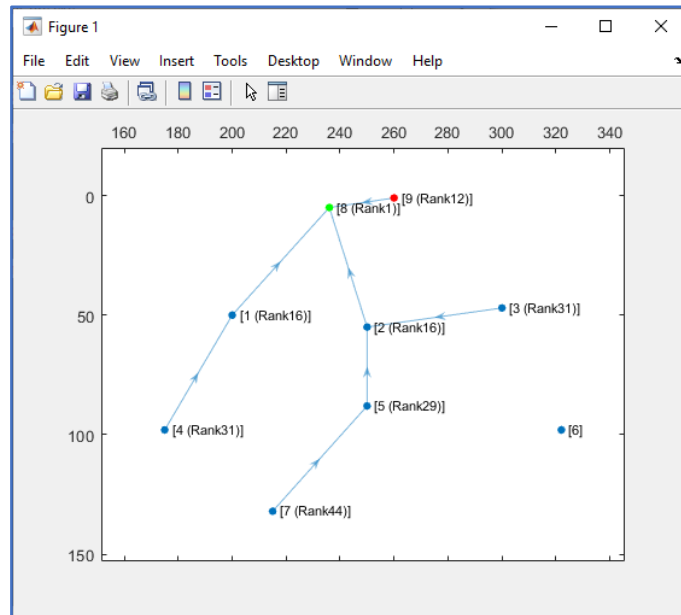 Figure 1
File Edit View Insert Tools Desktop Window Help
160 180 200 220 240 260 280 300 320 340
0
[9 (Rank12)]
[8 (Rank1)]
[3 (Rank31)]
50
[1 (Rank16)]
[2 (Rank16)]
[5 (Rank29)]
100
[4 (Rank31)]
[6]
[7 (Rank44)]
150